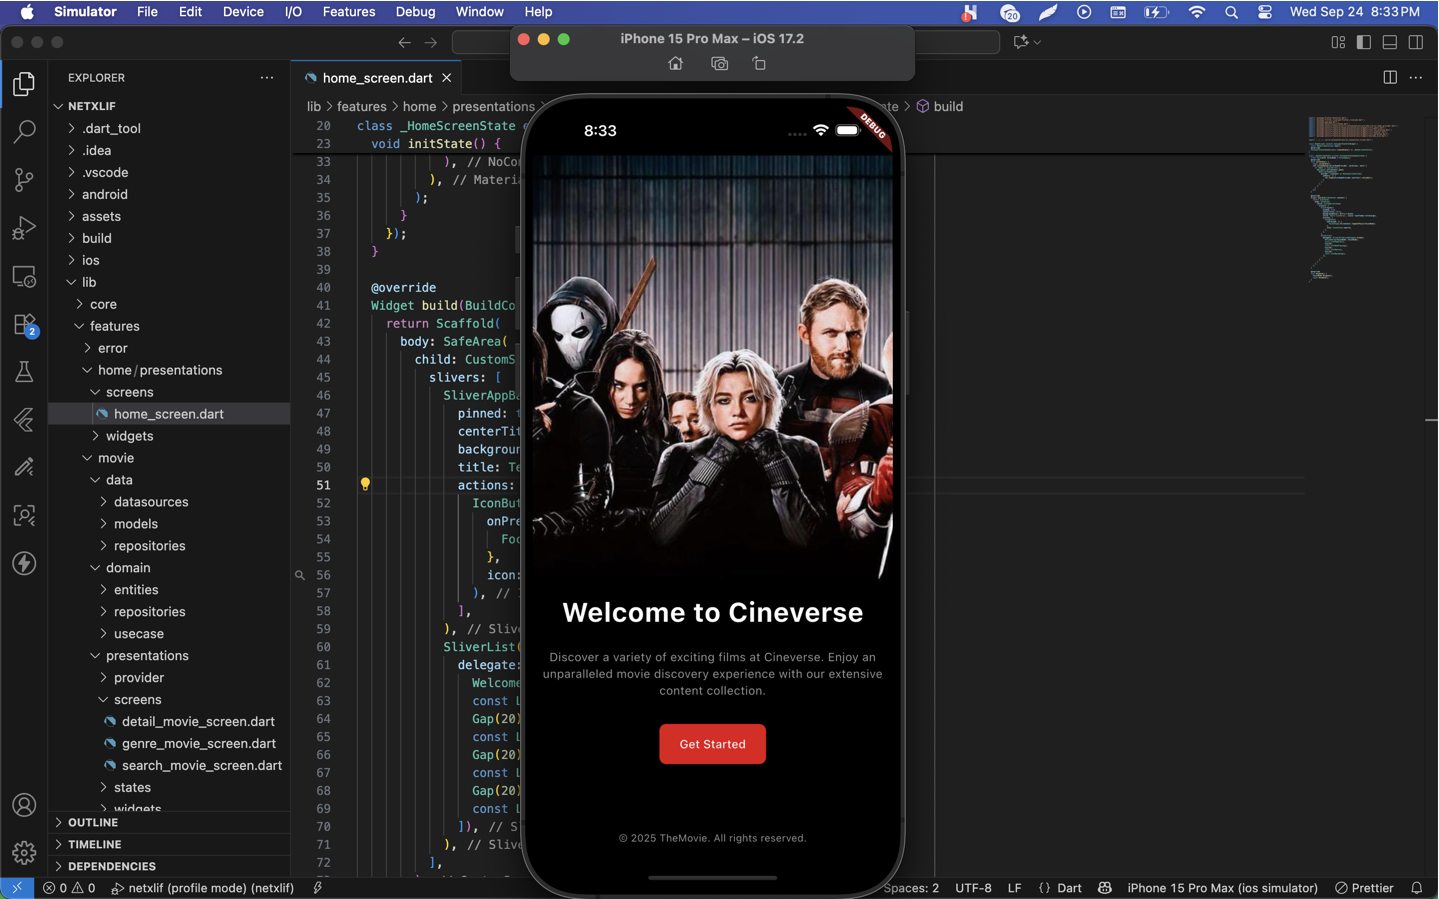 Simulator File Edit Device I/O Features Debug Window Help
20
Wed Sep 24 8:33 PM
iPhone 15 Pro Max – iOS 17.2
EXPLORER
NETXLIF
.dart_tool
.idea
.vscode
android
assets
build
ios
lib
core
features
error
home/presentations
screens
home_screen.dart
widgets
movie
data
datasources
models
repositories
domain
entities
repositories
usecase
presentations
provider
screens
detail_movie_screen.dart
genre_movie_screen.dart
search_movie_screen.dart
states
widgets
OUTLINE
TIMELINE
DEPENDENCIES
2
home_screen.dart
lib > features > home > presentations > build
20 class _HomeScreenState
23 void initState() {
33 ), // NoCon
34 ), // Materia
35 );
36 }
37 });
38 }
39
40 @override
41 Widget build(BuildCo
42 return Scaffold(
43 body: SafeArea(
44 child: CustomS
45 slivers: [
46 SliverAppBa
47 pinned:
48 centerTit
49 backgroun
50 title: Te
51 actions:
52 IconBut
53 onPre
54 Foc
55 },
56 icon:
57 ), //
58 ],
59 ), // Slive
60 SliverList(
61 delegate:
62 Welcome
63 const L
64 Gap(20)
65 const L
66 Gap(20)
67 const L
68 Gap(20)
69 const L
70 ]), // S
71 ), // Slive
72 ],
8:33
DEBUG
Welcome to Cineverse
Discover a variety of exciting films at Cineverse. Enjoy an
unparalleled movie discovery experience with our extensive
content collection.
Get Started
© 2025 TheMovie. All rights reserved.
0 0 netxlif (profile mode) (netxlif)
Spaces: 2 UTF-8 LF {} Dart iPhone 15 Pro Max (ios simulator) Prettier